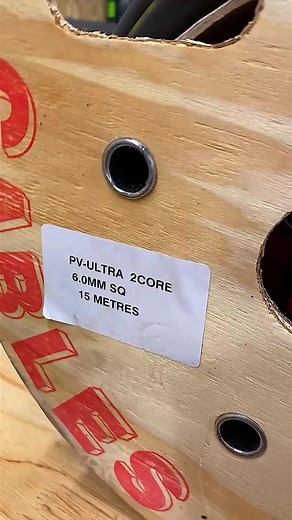 CABLES
PV-ULTRA 2CORE
6.0MM SQ
15 METRES